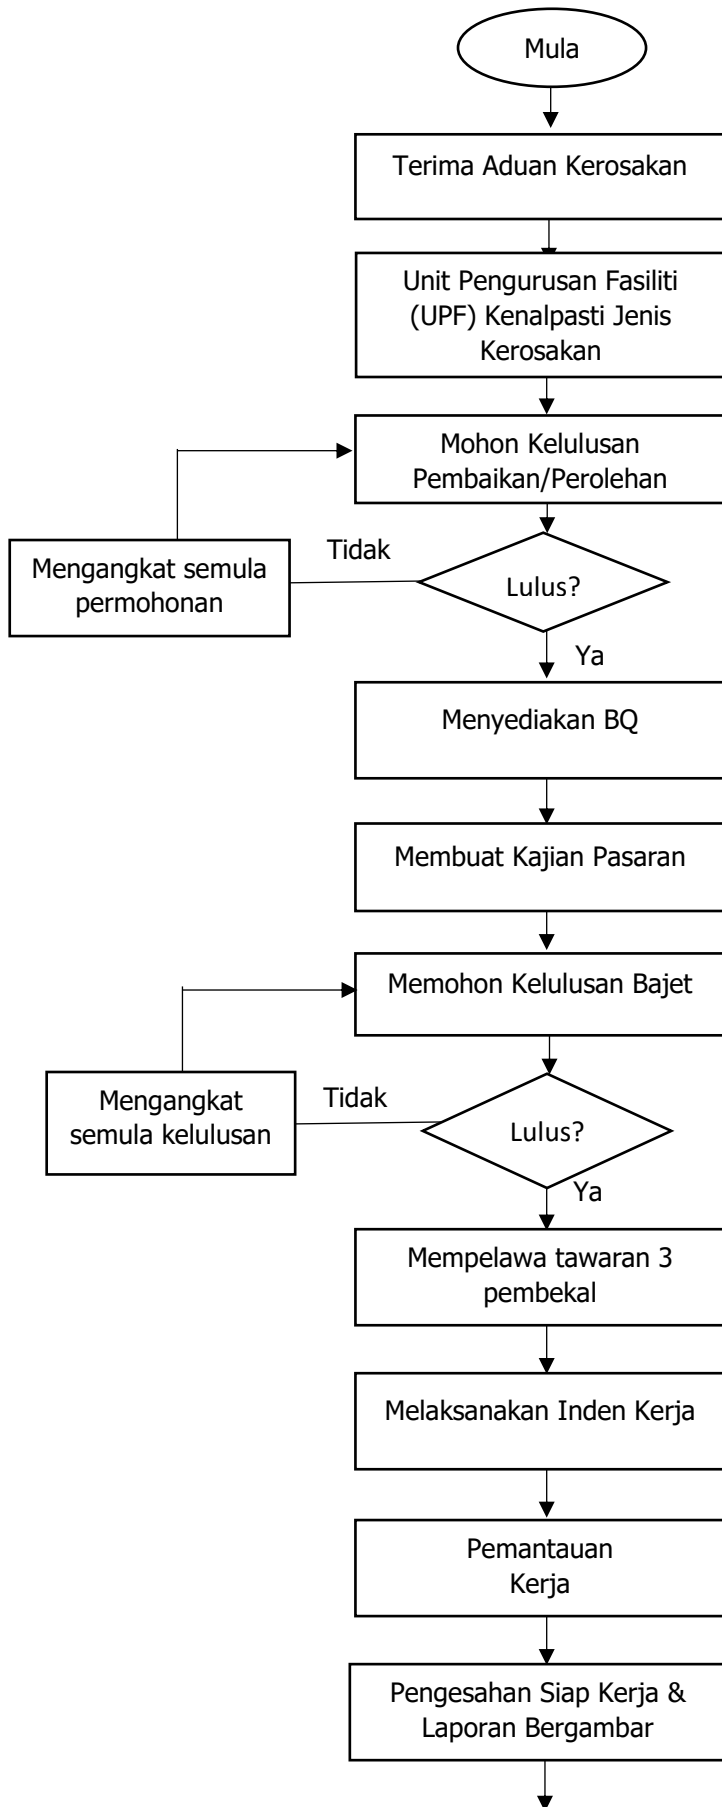 Mula
Terima Aduan Kerosakan
Unit Pengurusan Fasiliti
(UPF) Kenalpasti Jenis
Kerosakan
Mohon Kelulusan
Pembaikan/Perolehan
Tidak
Mengangkat semula
permohonan
Lulus?
Ya
Menyediakan BQ
Membuat Kajian Pasaran
Memohon Kelulusan Bajet
Tidak
Mengangkat
semula kelulusan
Lulus?
Ya
Mempelawa tawaran 3
pembekal
Melaksanakan Inden Kerja
Pemantauan
Kerja
Pengesahan Siap Kerja &
Laporan Bergambar